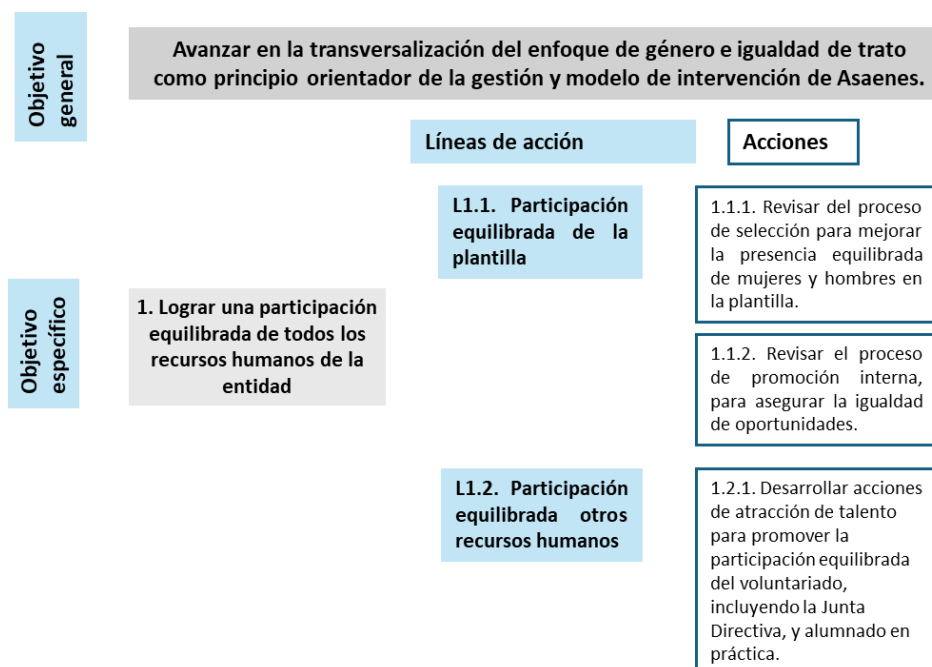 Objetivo
general
Avanzar en la transversalización del enfoque de género e igualdad de trato
como principio orientador de la gestión y modelo de intervención de Asaenes.
Líneas de acción
Acciones
Objetivo
específico
1. Lograr una participación
equilibrada de todos los
recursos humanos de la
entidad
L1.1. Participación
equilibrada de la
plantilla
1.1.1. Revisar del proceso
de selección para mejorar
la presencia equilibrada
de mujeres y hombres en
la plantilla.
1.1.2. Revisar el proceso
de promoción interna,
para asegurar la igualdad
de oportunidades.
L1.2. Participación
equilibrada otros
recursos humanos
1.2.1. Desarrollar acciones
de atracción de talento
para promover la
participación equilibrada
del voluntariado,
incluyendo la Junta
Directiva, y alumnado en
práctica.